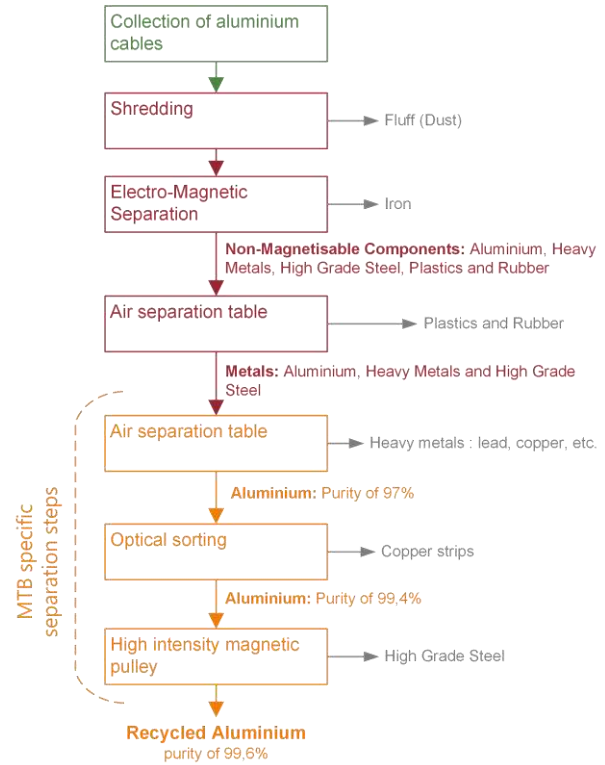 Collection of aluminium
cables
Shredding
Fluff (Dust)
Electro-Magnetic
Separation
Iron
Non-Magnetisable Components: Aluminium, Heavy
Metals, High Grade Steel, Plastics and Rubber
Air separation table
Plastics and Rubber
Metals: Aluminium, Heavy Metals and High Grade
Steel
MTB specific
separation steps
Air separation table
Heavy metals : lead, copper, etc.
Aluminium: Purity of 97%
Optical sorting
Copper strips
Aluminium: Purity of 99,4%
High intensity magnetic
pulley
High Grade Steel
Recycled Aluminium
purity of 99,6%